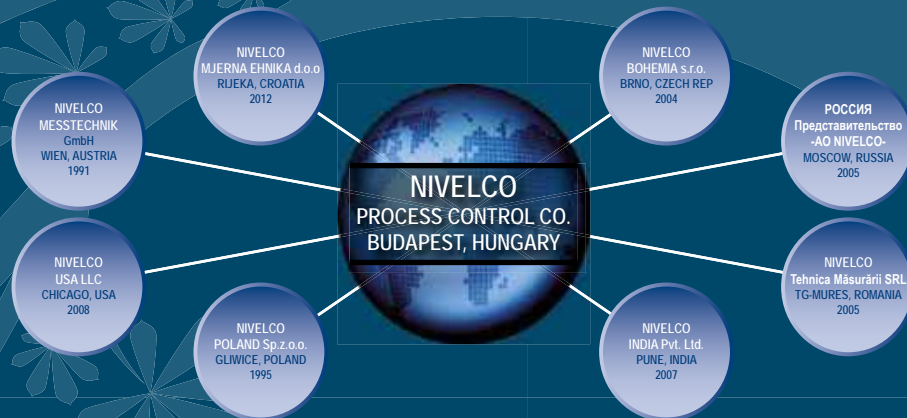 NIVELCO
MJERNA EHNIKA d.o.o
RIJEKA, CROATIA
2012
NIVELCO
BOHEMIA s.r.o.
BRNO, CZECH REP
2004
NIVELCO
MESSTECHNIK
GmbH
WIEN, AUSTRIA
1991
РОССИЯ
Представительство
-АО NIVELCO-
MOSCOW, RUSSIA
2005
NIVELCO
PROCESS CONTROL CO.
BUDAPEST, HUNGARY
NIVELCO
USA LLC
CHICAGO, USA
2008
NIVELCO
Tehnica Măsurării SRL
TG-MURES, ROMANIA
2005
NIVELCO
POLAND Sp.z.o.o.
GLIWICE, POLAND
1995
NIVELCO
INDIA Pvt. Ltd.
PUNE, INDIA
2007